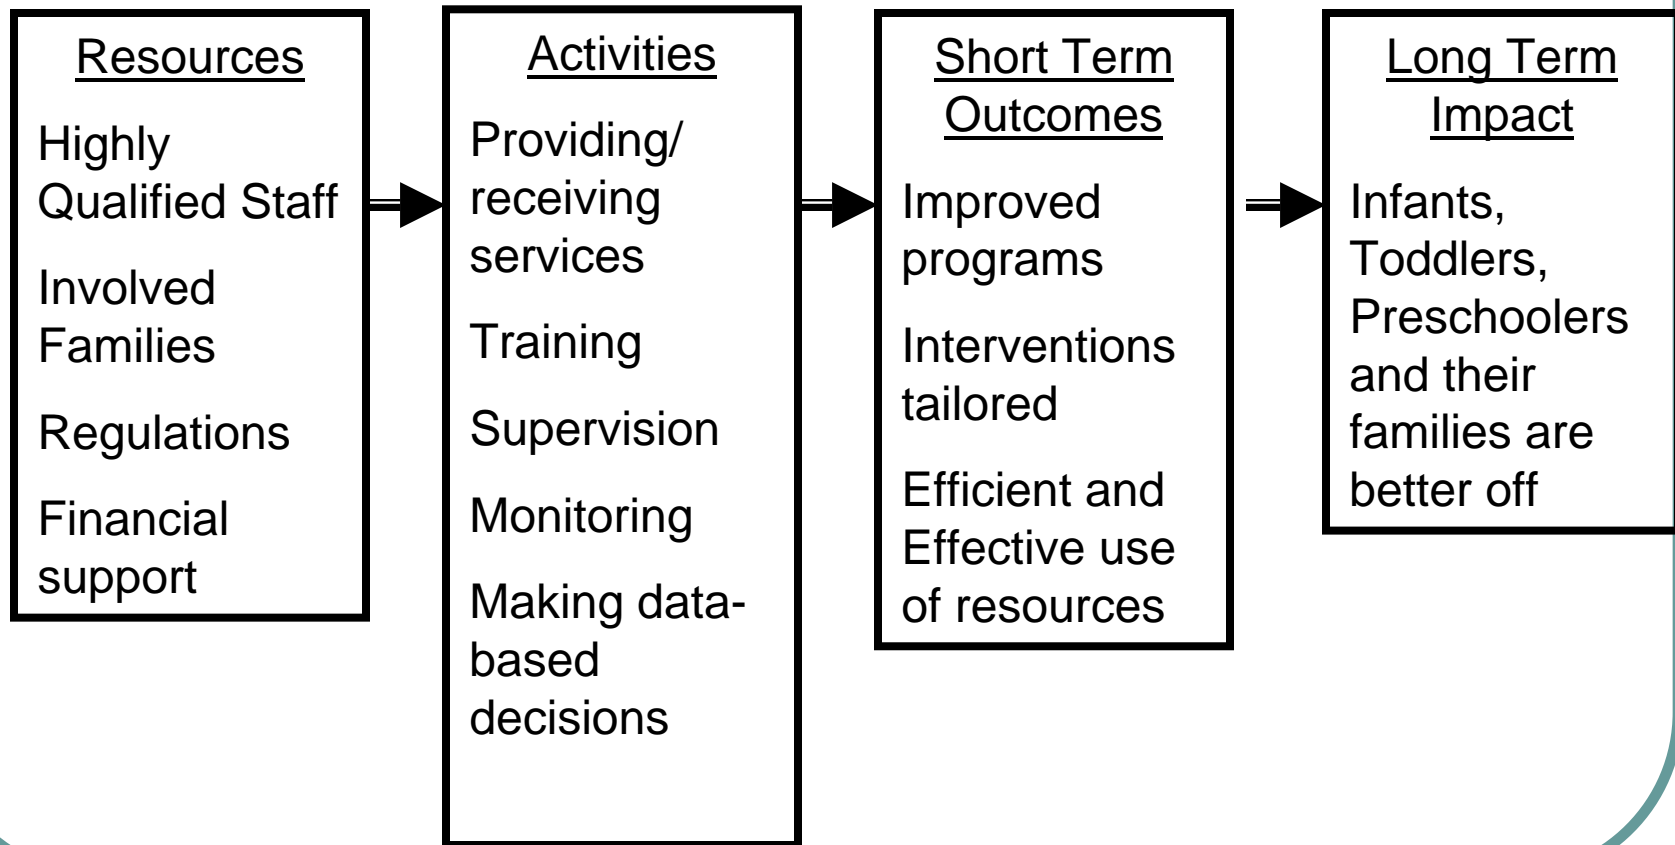 Resources
Highly
Qualified Staff
Involved
Families
Regulations
Financial
support
Activities
Providing/
receiving
services
Training
Supervision
Monitoring
Making data-
based
decisions
Short Term
Outcomes
Improved
programs
Interventions
tailored
Efficient and
Effective use
of resources
Long Term
Impact
Infants,
Toddlers,
Preschoolers
and their
families are
better off